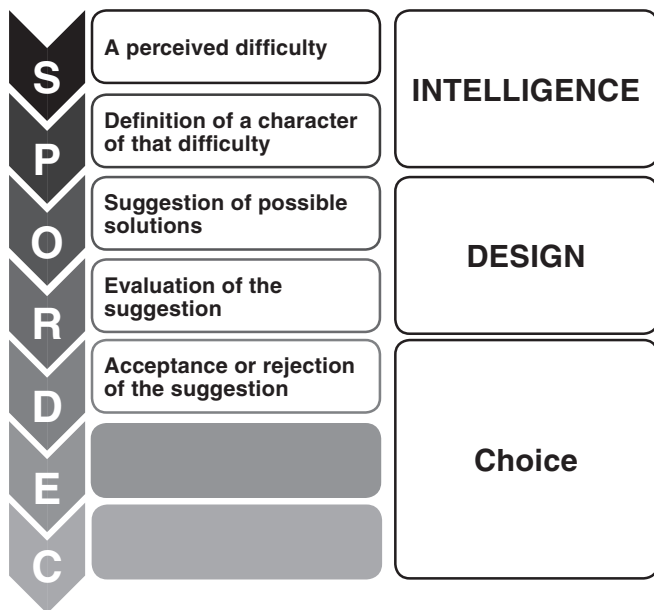 S
A perceived difficulty
INTELLIGENCE
P
Definition of a character
of that difficulty
O
Suggestion of possible
solutions
DESIGN
R
Evaluation of the
suggestion
D
Acceptance or rejection
of the suggestion
Choice
E
C